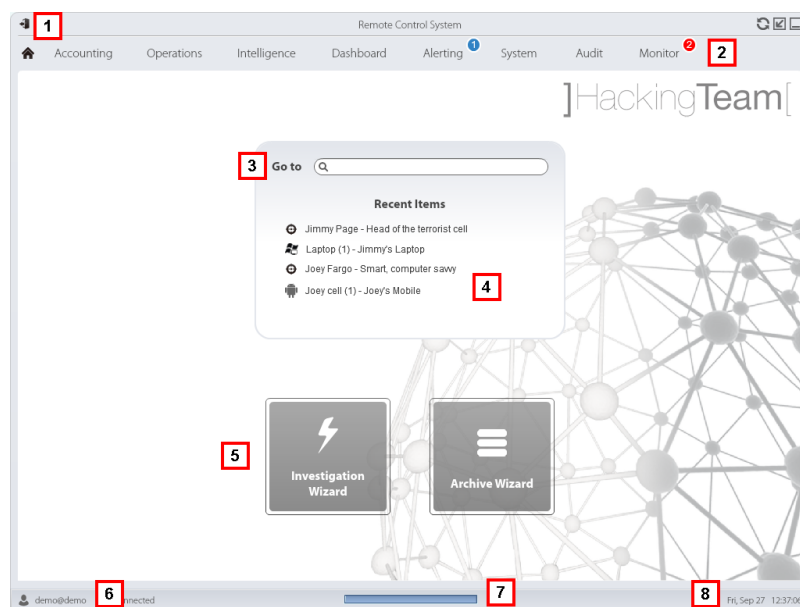 1
Remote Control System
Accounting Operations Intelligence Dashboard Alerting 1 System Audit Monitor 2 2
]HackingTeam[
3 Go to
Recent Items
Jimmy Page - Head of the terrorist cell
Laptop (1) - Jimmy's Laptop
Joey Fargo - Smart, computer savvy
Joey cell (1) - Joey's Mobile
4
5
Investigation
Wizard
Archive Wizard
demo@demo 6 nnected 7 8 Fri, Sep 27 12:37:06